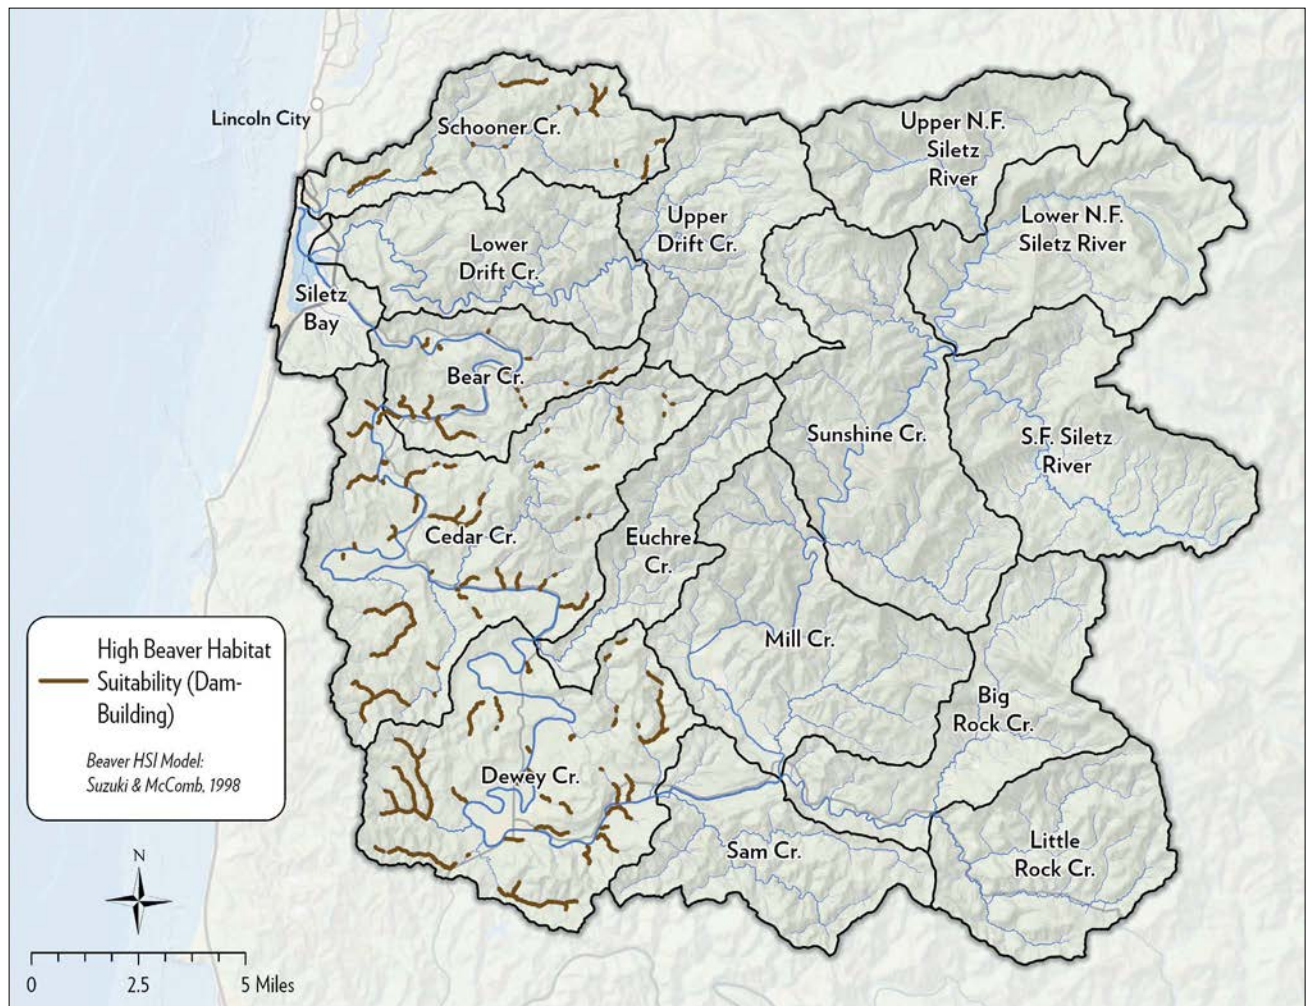 Lincoln City
Schooner Cr.
Upper N.F.
Siletz
River
Lower N.F.
Siletz River
Upper
Drift Cr.
Lower
Drift Cr.
Siletz
Bay
Bear Cr.
Sunshine Cr.
S.F. Siletz
River
Cedar Cr.
Euchre
Cr.
Mill Cr.
Big
Rock Cr.
Dewey Cr.
Sam Cr.
Little
Rock Cr.
High Beaver Habitat
Suitability (Dam-
Building)
Beaver HSI Model:
Suzuki & McComb, 1998
N
0 2.5 5 Miles